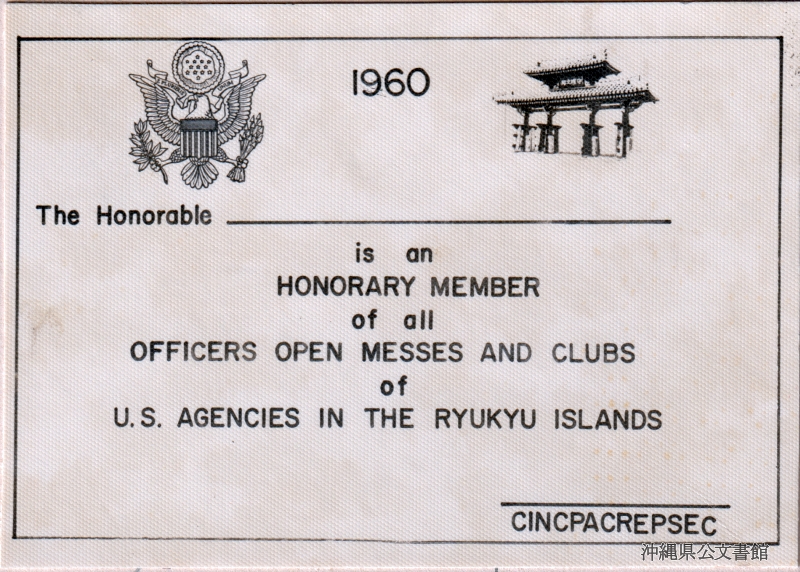 1960
The Honorable
is an
HONORARY MEMBER
of all
OFFICERS OPEN MESSES AND CLUBS
of
U.S. AGENCIES IN THE RYUKYU ISLANDS
CINCPACREPSEC
沖縄県公文書館